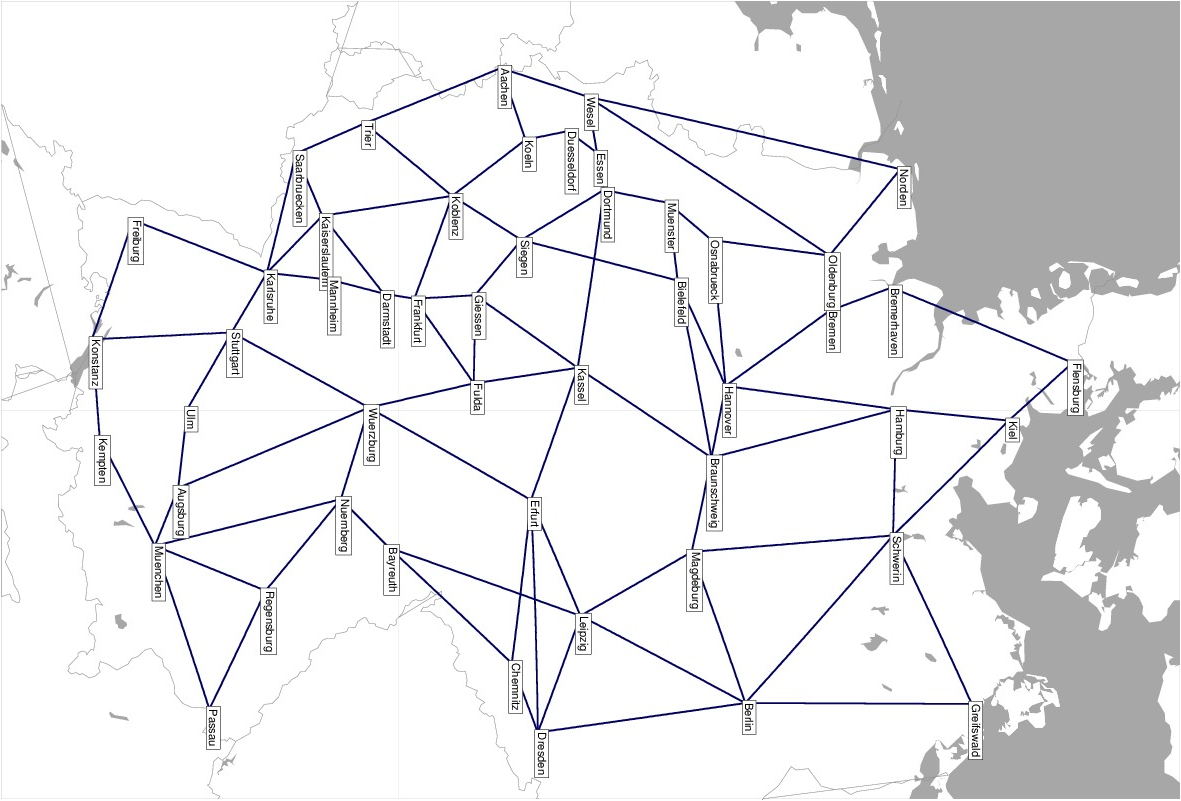 Aachen
Wesel
Trier
Koeln
Duesseldorf
Essen
Saarbruecken
Norden
Koblenz
Dortmund
Muenster
Freiburg
Kaiserslautern
Siegen
Osnabrueck
Oldenburg
Karlsruhe
Mannheim
Darmstadt
Frankfurt
Giessen
Bielefeld
Bremen
Bremerhaven
Konstanz
Stuttgart
Fulda
Kassel
Hannover
Flensburg
Ulm
Wuerzburg
Hamburg
Kiel
Kempten
Augsburg
Nuernberg
Erfurt
Braunschweig
Muenchen
Bayreuth
Magdeburg
Schwerin
Regensburg
Leipzig
Passau
Chemnitz
Dresden
Berlin
Greifswald